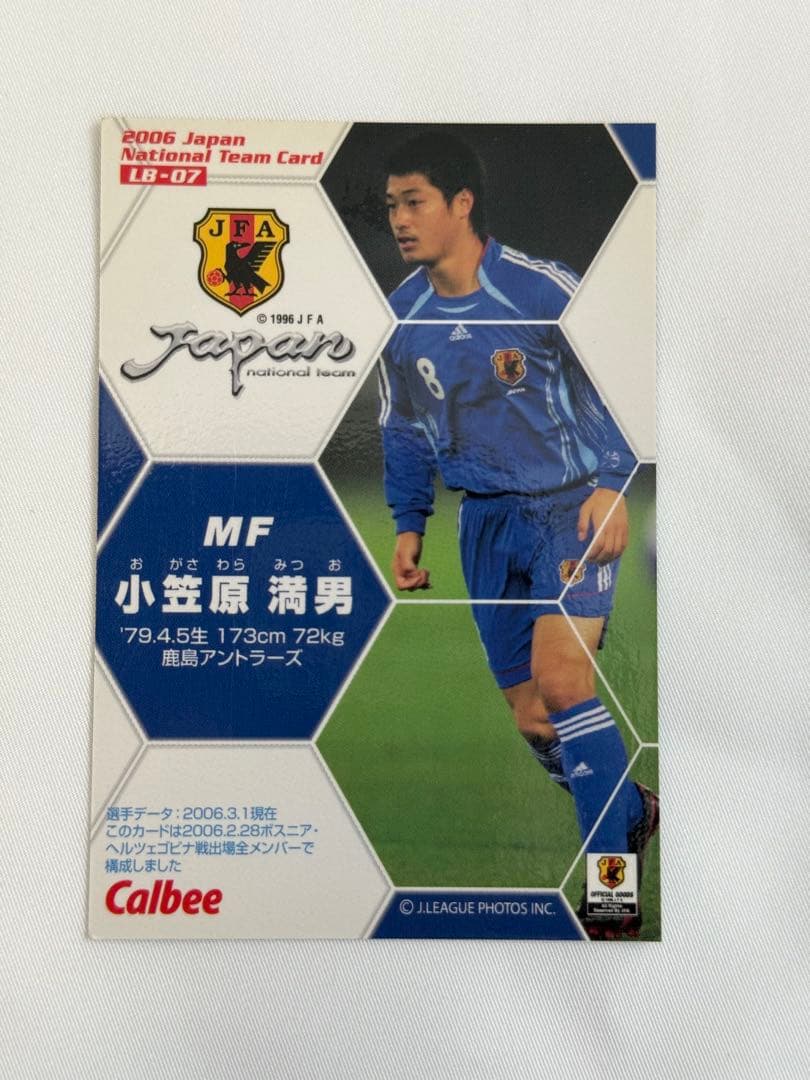 2006 Japan
National Team Card
LB-07
JFA
© 1996 J F A
Japan
national team
adidas
8
MF
おがさわら みつお
小笠原 満男
'79.4.5生 173cm 72kg
鹿島アントラーズ
選手データ：2006.3.1現在
このカードは2006.2.28ボスニア・
ヘルツェゴビナ戦出場全メンバーで
構成しました
Calbee
© J.LEAGUE PHOTOS INC.
OFFICIAL GOODS